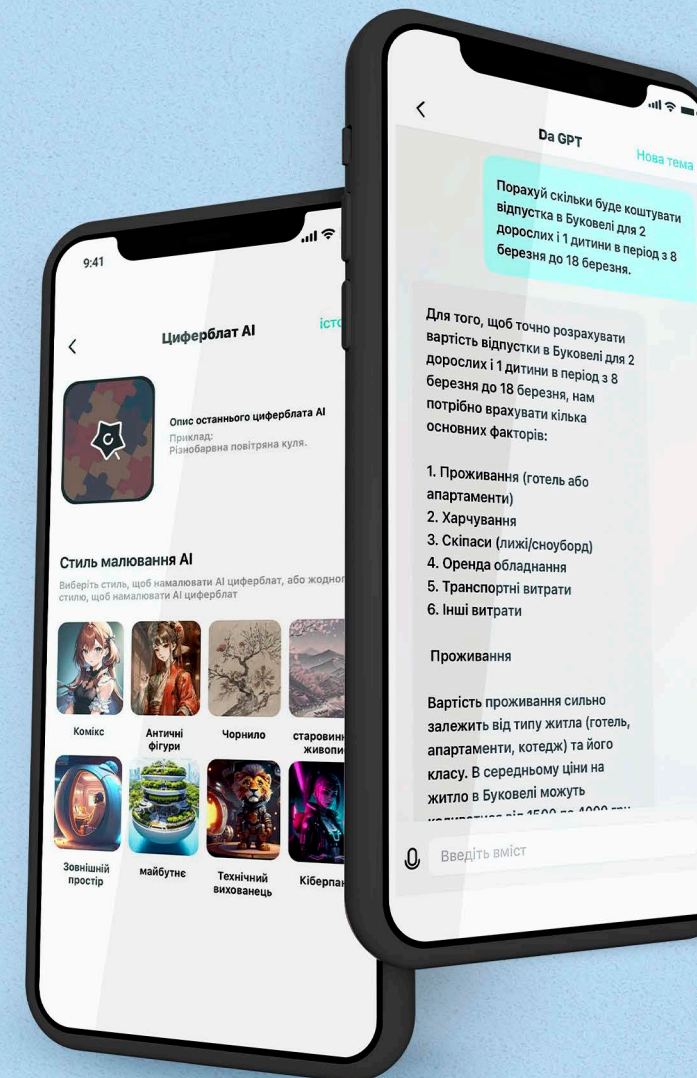 9:41
Циферблат AI
Опис останнього циферблата AI
Приклад:
Різнобарвна повітряна куля.
Стиль малювання AI
Виберіть стиль, щоб намалювати AI циферблат, або
стилю, щоб намалювати AI циферблат
Комікс
Античні
фігури
Чорнило
Зовнішній
простір
майбутнє
Технічний
вихованець
Da GPT
Нова тема
Порахуй скільки буде коштувати
відпустка в Буковелі для 2
дорослих і 1 дитини в період з 8
березня до 18 березня.
Для того, щоб точно розрахувати
вартість відпустки в Буковелі для 2
дорослих і 1 дитини в період з 8
березня до 18 березня, нам
потрібно врахувати кілька
основних факторів:
1. Проживання (готель або
апартаменти)
2. Харчування
3. Скіпаси (лижі/сноуборд)
4. Оренда обладнання
5. Транспортні витрати
6. Інші витрати
Проживання
Вартість проживання сильно
залежить від типу житла (готель,
апартаменти, котедж) та його
класу. В середньому ціни на
житло в Буковелі можуть
Введіть вміст